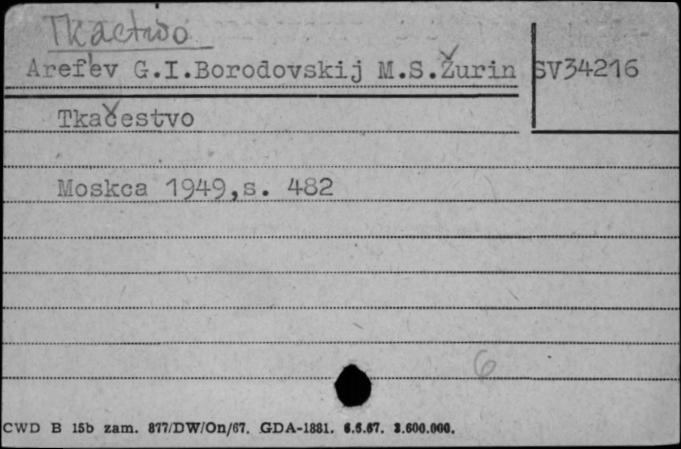 Tkactwo
Aref'ev G.I.Borodovskij M.S.Žurin SV34216
Tkačestvo
Moskca 1949,s. 482
6
CWD B 15b zam. 877/DW/On/67. GDA-1881. 6.6.67. 3.600.000.